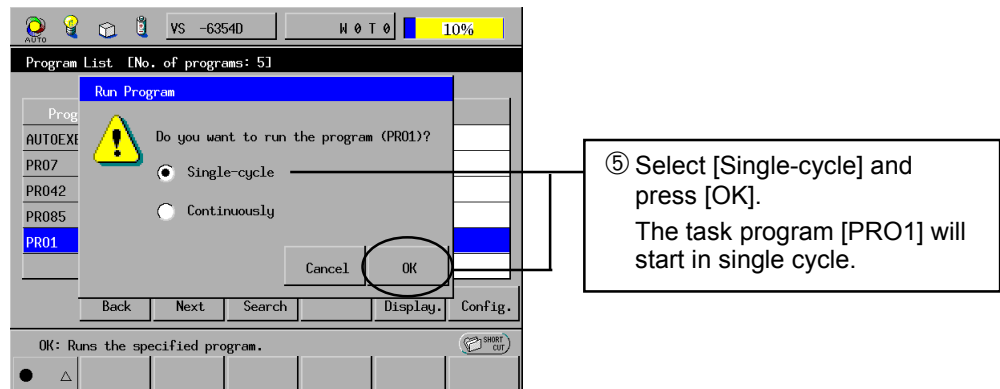 AUTO
VS -6354D
W 0 T 0
10%
Program List [No. of programs: 5]
Run Program
Prog
AUTOEXE
PRO7
PRO42
PRO85
PRO1
Do you want to run the program (PRO1)?
Single-cycle
Continuously
Cancel
OK
Back
Next
Search
Display.
Config.
OK: Runs the specified program.
SHORT
CUT
⑤ Select [Single-cycle] and
press [OK].
The task program [PRO1] will
start in single cycle.